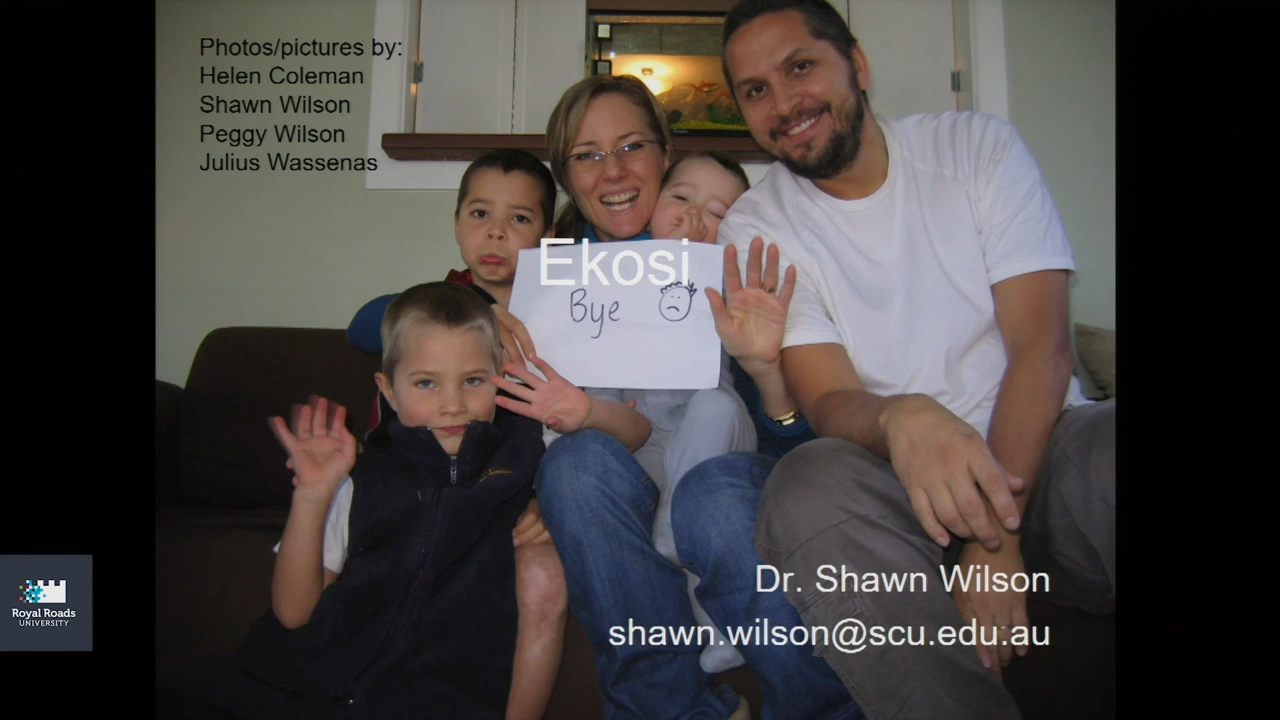 Photos/pictures by:
Helen Coleman
Shawn Wilson
Peggy Wilson
Julius Wassenas
Ekosi
Bye
Dr. Shawn Wilson
shawn.wilson@scu.edu.au
Royal Roads
UNIVERSITY